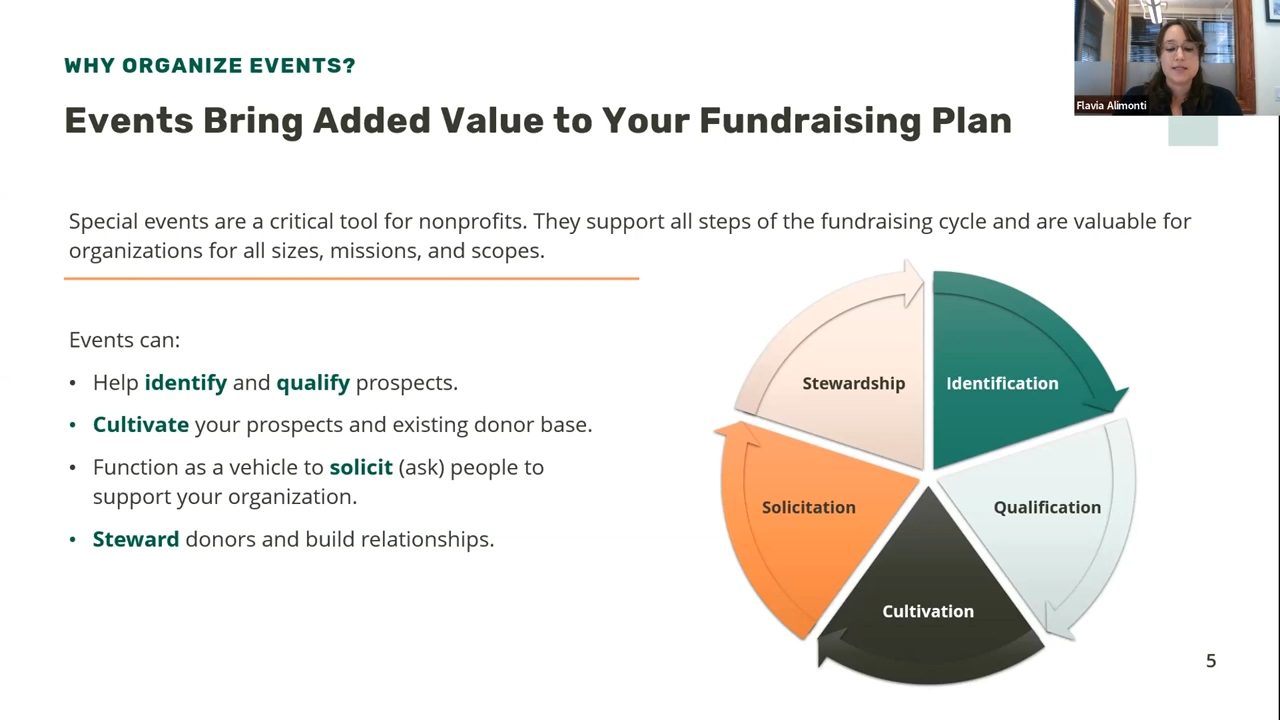 WHY ORGANIZE EVENTS?
Flavia Alimonti
Events Bring Added Value to Your Fundraising Plan
Special events are a critical tool for nonprofits. They support all steps of the fundraising cycle and are valuable for
organizations for all sizes, missions, and scopes.
Events can:
• Help identify and qualify prospects.
• Cultivate your prospects and existing donor base.
• Function as a vehicle to solicit (ask) people to
support your organization.
• Steward donors and build relationships.
Stewardship
Identification
Solicitation
Qualification
Cultivation
5